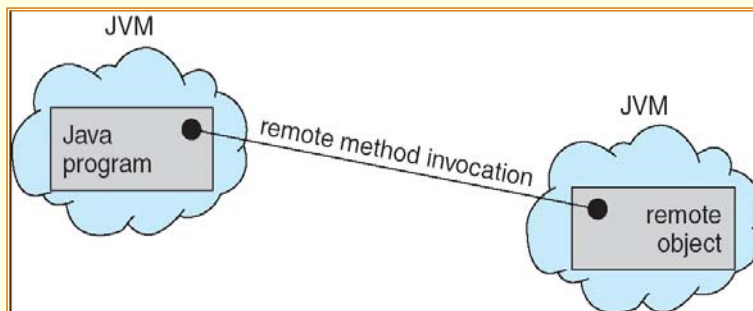 JVM
Java
program
remote method invocation
JVM
remote
object